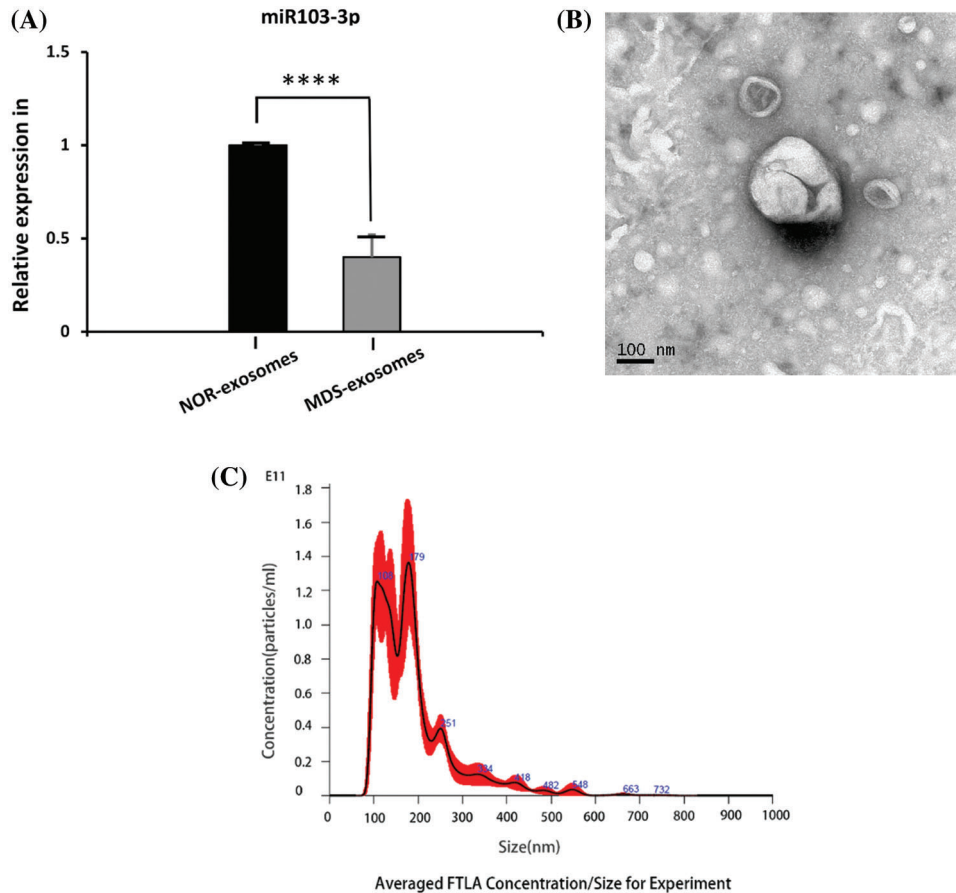 (A)
miR103-3p
Relative expression in
1.5
1
0.5
0
****
NOR-exosomes
MDS-exosomes
(B)
100 nm
(C)
E11
Concentration(particles/ml)
1.8
1.6
1.4
1.2
1.0
0.8
0.6
0.4
0.2
0
179
251
418
482
548
663
732
0 100 200 300 400 500 600 700 800 900 1000
Size(nm)
Averaged FTLA Concentration/Size for Experiment